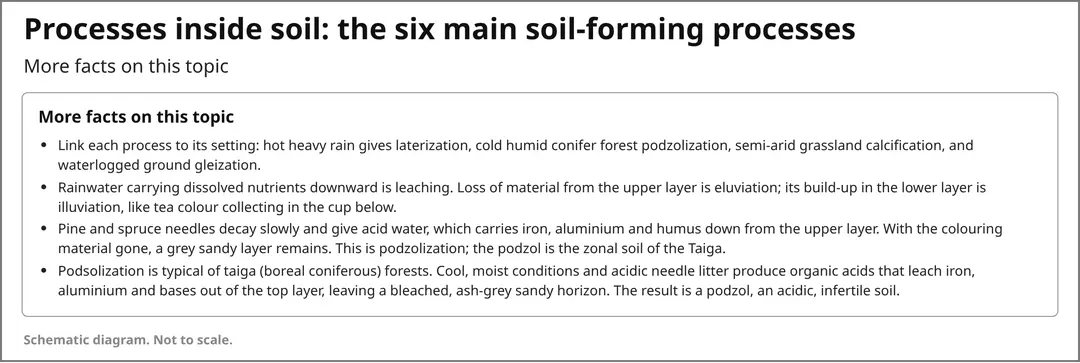 Processes inside soil: the six main soil-forming processes
More facts on this topic
More facts on this topic
• Link each process to its setting: hot heavy rain gives laterization, cold humid conifer forest podzolization, semi-arid grassland calcification, and
waterlogged ground gleization.
• Rainwater carrying dissolved nutrients downward is leaching. Loss of material from the upper layer is eluviation; its build-up in the lower layer is
illuviation, like tea colour collecting in the cup below.
• Pine and spruce needles decay slowly and give acid water, which carries iron, aluminium and humus down from the upper layer. With the colouring
material gone, a grey sandy layer remains. This is podzolization; the podzol is the zonal soil of the Taiga.
• Podsolization is typical of taiga (boreal coniferous) forests. Cool, moist conditions and acidic needle litter produce organic acids that leach iron,
aluminium and bases out of the top layer, leaving a bleached, ash-grey sandy horizon. The result is a podzol, an acidic, infertile soil.
Schematic diagram. Not to scale.